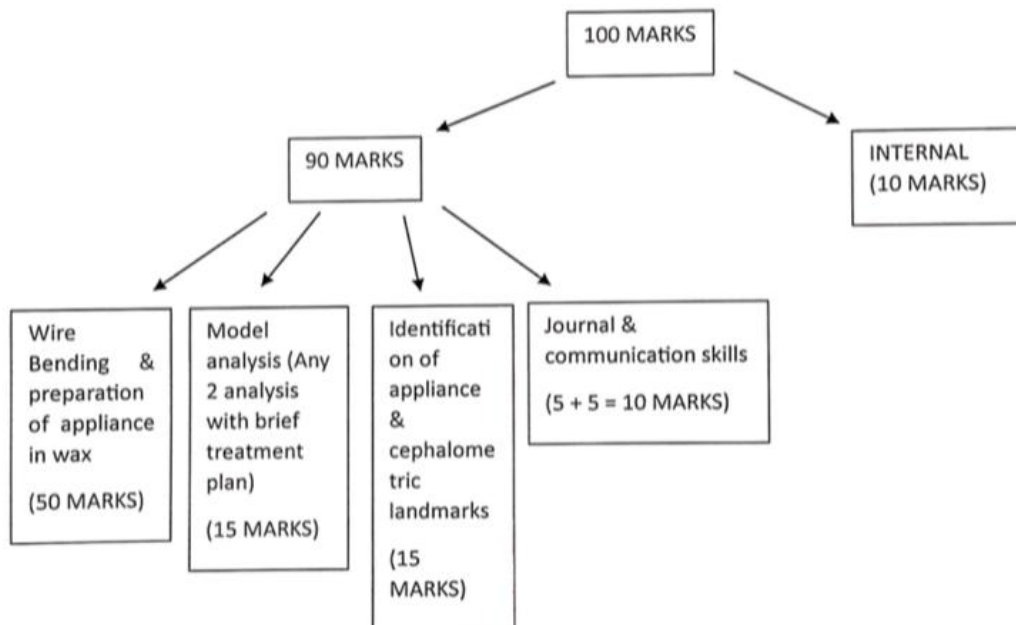 100 MARKS
90 MARKS
INTERNAL
(10 MARKS)
Wire
Bending &
preparation
of appliance
in wax
(50 MARKS)
Model
analysis (Any
2 analysis
with brief
treatment
plan)
(15 MARKS)
Identificati
on of
appliance
&
cephalome
tric
landmarks
(15
MARKS)
Journal &
communication skills
(5 + 5 = 10 MARKS)